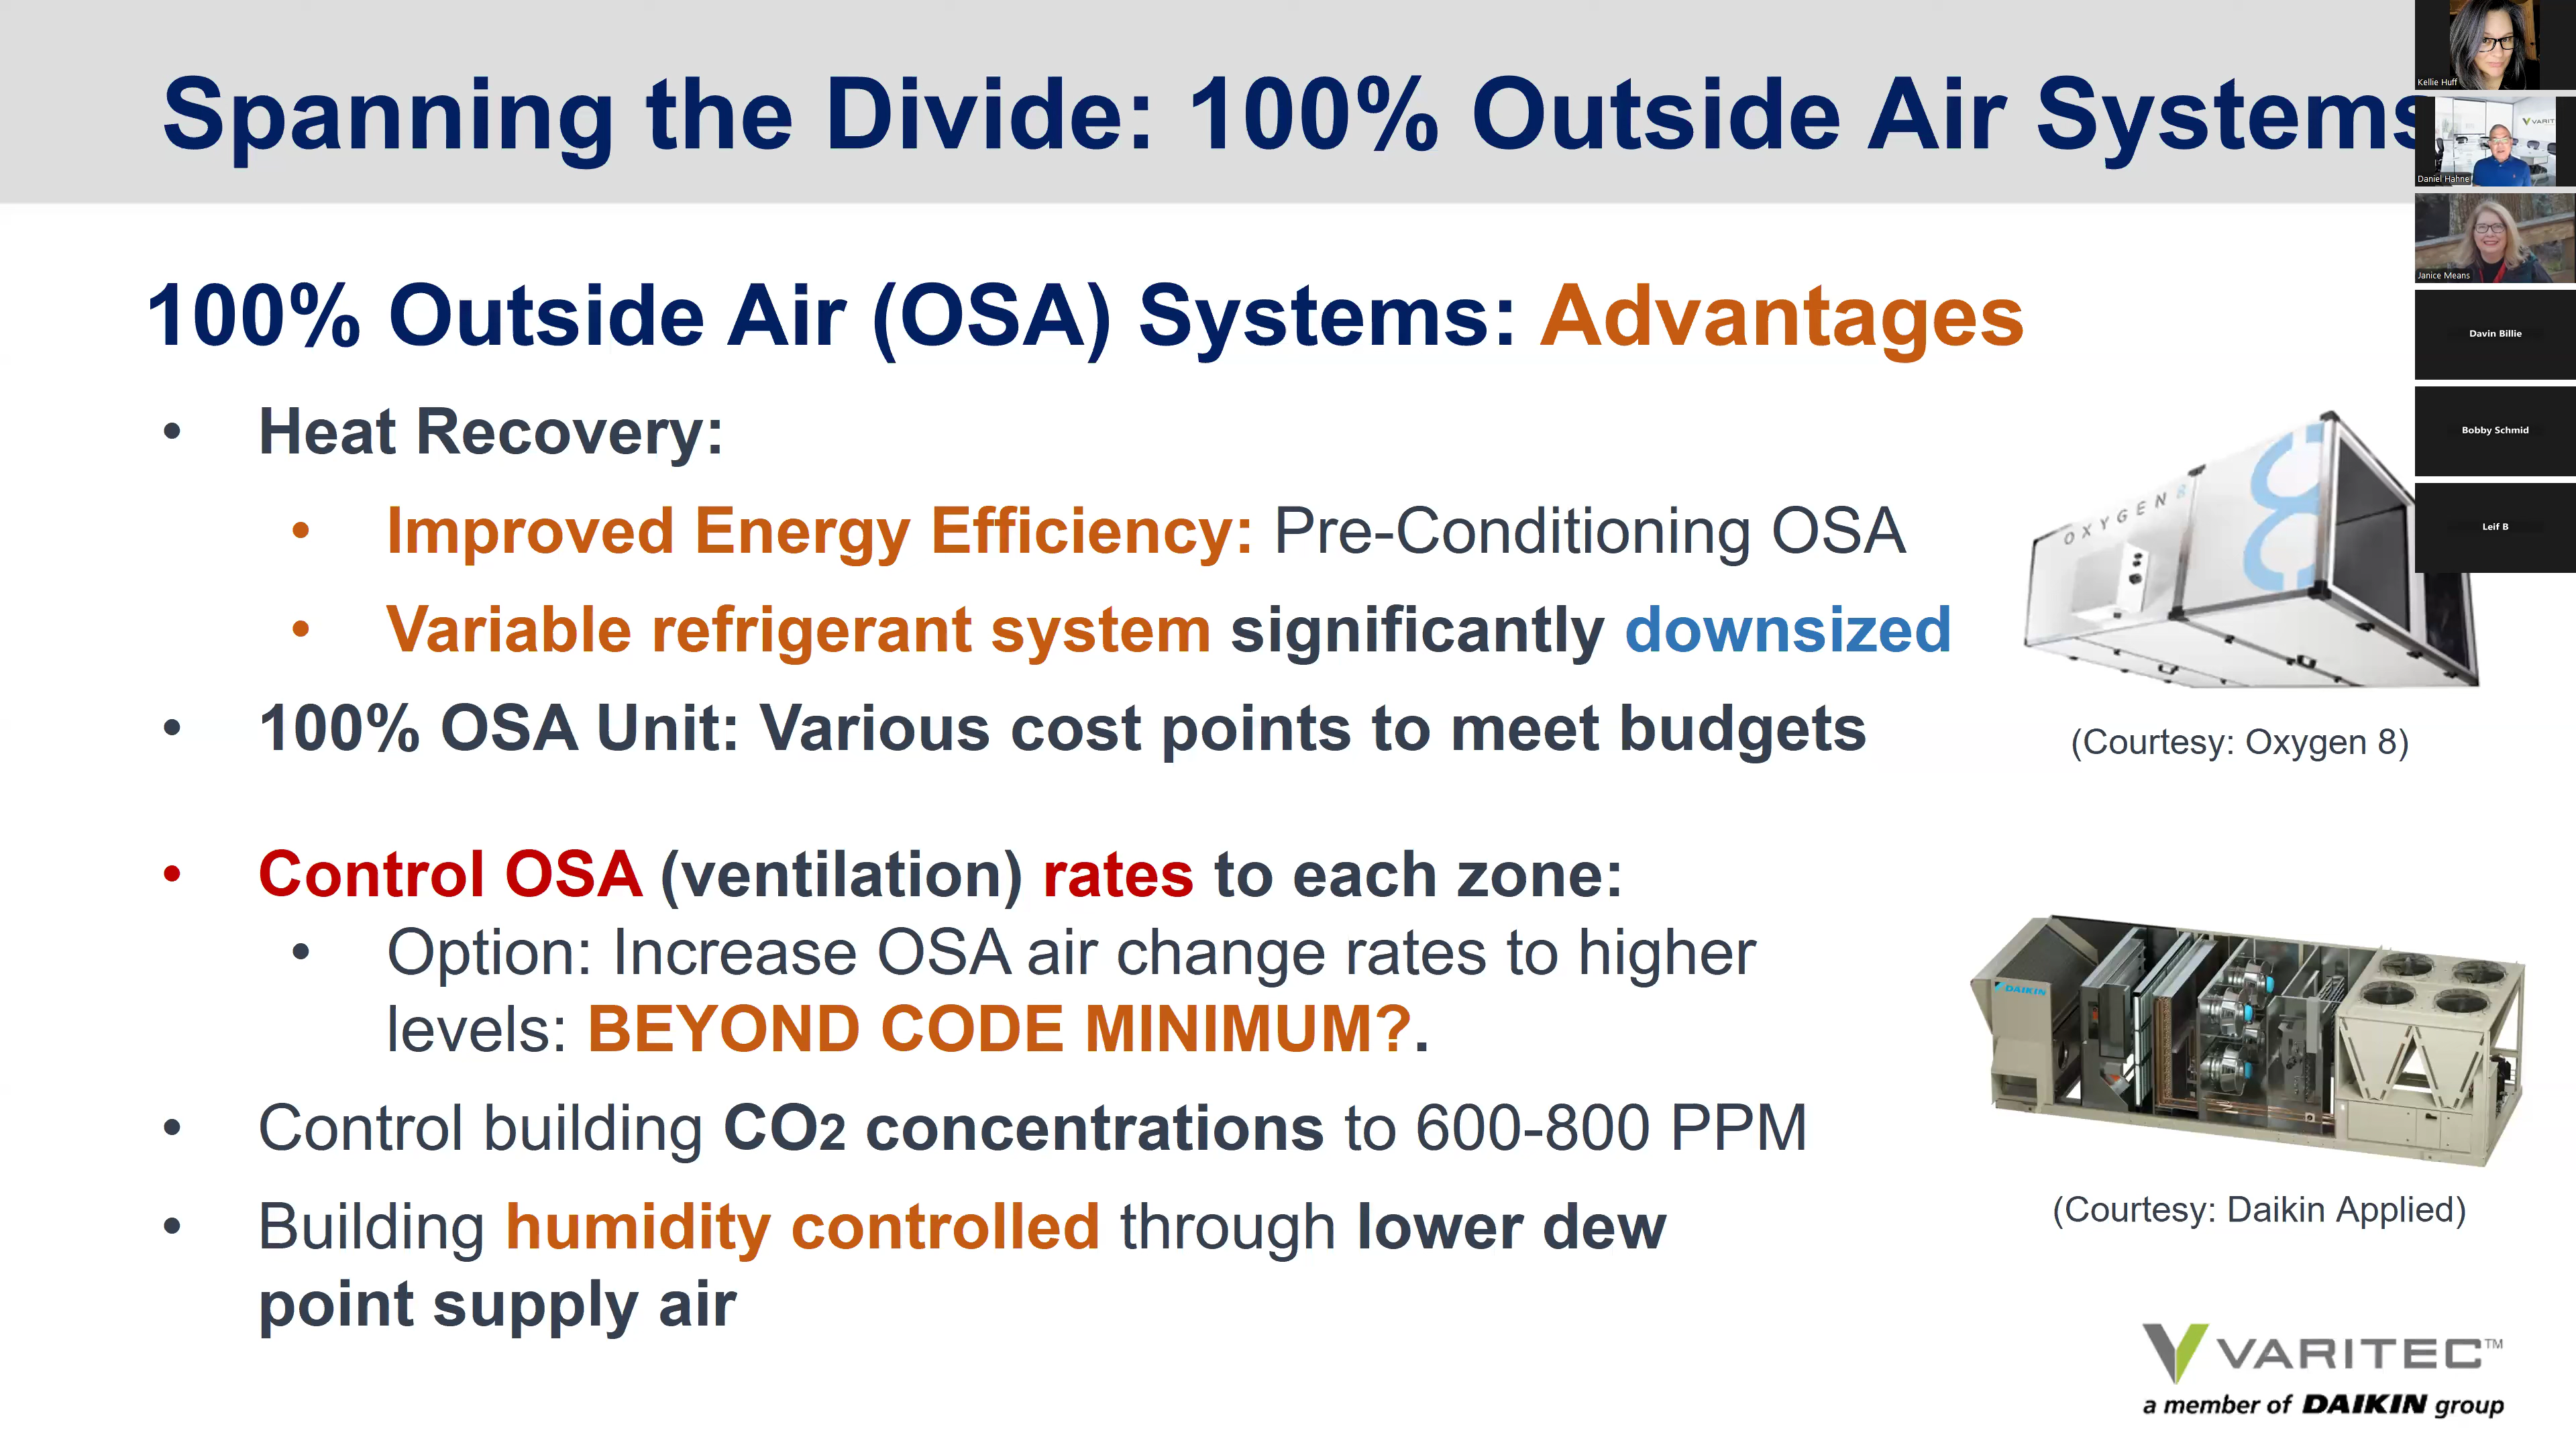 Spanning the Divide: 100% Outside Air Systems
100% Outside Air (OSA) Systems: Advantages
• Heat Recovery:
• Improved Energy Efficiency: Pre-Conditioning OSA
• Variable refrigerant system significantly downsized
• 100% OSA Unit: Various cost points to meet budgets
• Control OSA (ventilation) rates to each zone:
• Option: Increase OSA air change rates to higher
levels: BEYOND CODE MINIMUM?.
• Control building CO2 concentrations to 600-800 PPM
• Building humidity controlled through lower dew
point supply air
OXYGEN8
8
(Courtesy: Oxygen 8)
DAIKIN
(Courtesy: Daikin Applied)
VARITEC™
a member of DAIKIN group
Kellie Huff
Daniel Hahne
Janice Means
Davin Billie
Bobby Schmid
Leif B